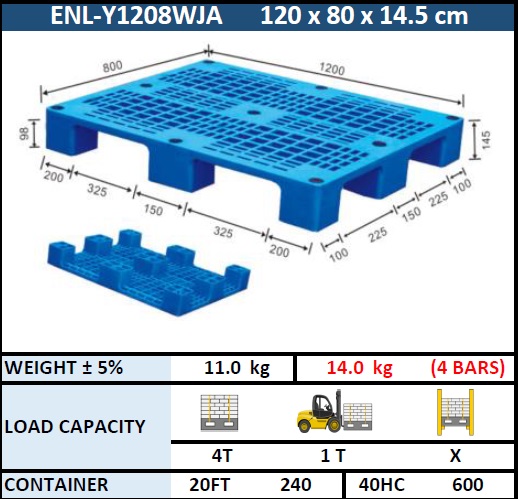 ENL-Y1208WJA 120 x 80 x 14.5 cm
800
1200
98
145
200
325
150
325
200
100
225
150
225
100
WEIGHT ± 5% 11.0 kg 14.0 kg (4 BARS)
LOAD CAPACITY
4T 1 T X
CONTAINER 20FT 240 40HC 600